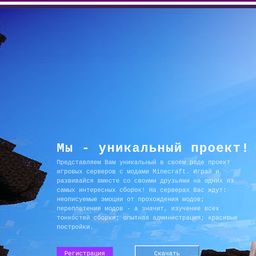 Мы - уникальный проект!
Представляем Вам уникальный в своем роде проект
игровых серверов с модами Minecraft. Играй и
развивайся вместе со своими друзьями на одних из
самых интересных сборок! На серверах Вас ждут:
неописуемые эмоции от прохождения модов;
переплетения модов - а значит, изучение всех
тонкостей сборки; опытная администрация; красивые
постройки.
Регистрация
Скачать